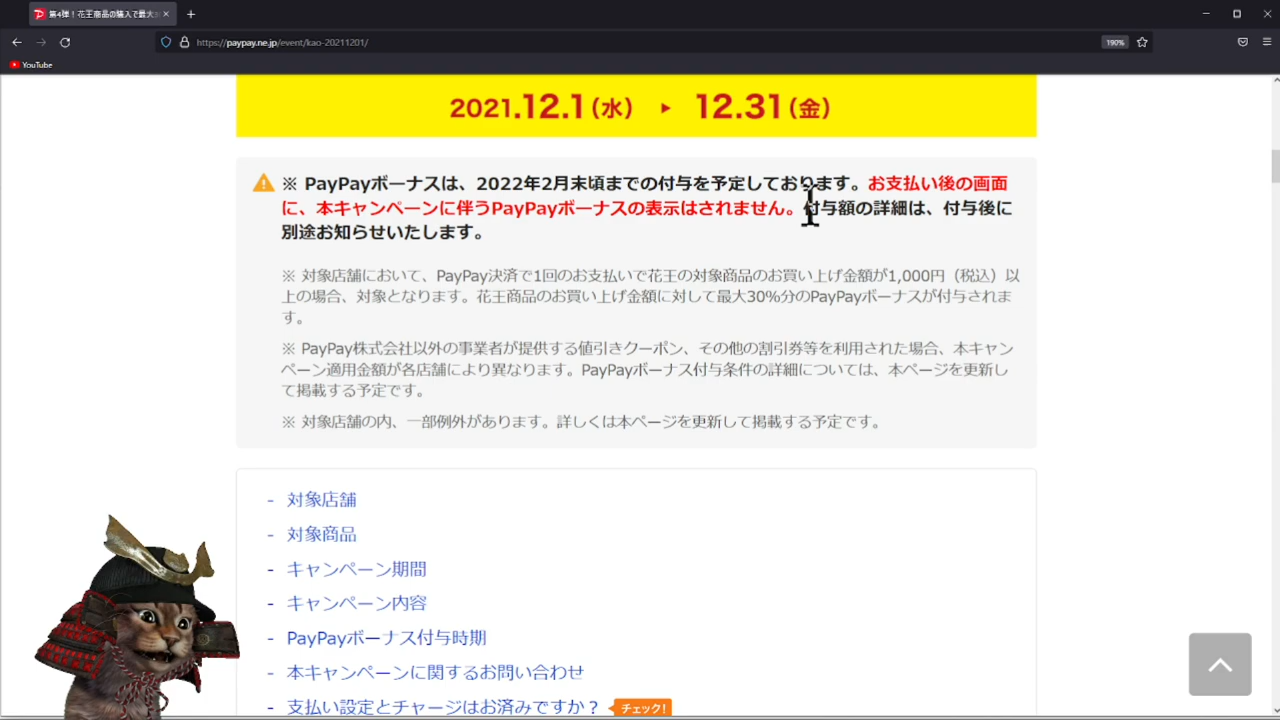 第4弾！花王商品の購入で最大
https://paypay.ne.jp/event/kao-20211201/
190%
YouTube
2021.12.1(水) ▶ 12.31(金)
※ PayPayボーナスは、2022年2月末頃までの付与を予定しております。お支払い後の画面
に、本キャンペーンに伴うPayPayボーナスの表示はされません。付与額の詳細は、付与後に
別途お知らせいたします。
※ 対象店舗において、PayPay決済で1回のお支払いで花王の対象商品のお買い上げ金額が1,000円（税込）以
上の場合、対象となります。花王商品のお買い上げ金額に対して最大30%分のPayPayボーナスが付与されま
す。
※ PayPay株式会社以外の事業者が提供する値引きクーポン、その他の割引券等を利用された場合、本キャン
ペーン適用金額が各店舗により異なります。PayPayボーナス付与条件の詳細については、本ページを更新し
て掲載する予定です。
※ 対象店舗の内、一部例外があります。詳しくは本ページを更新して掲載する予定です。
- 対象店舗
- 対象商品
- キャンペーン期間
- キャンペーン内容
- PayPayボーナス付与時期
- 本キャンペーンに関するお問い合わせ
- 支払い設定とチャージはお済みですか？ チェック！